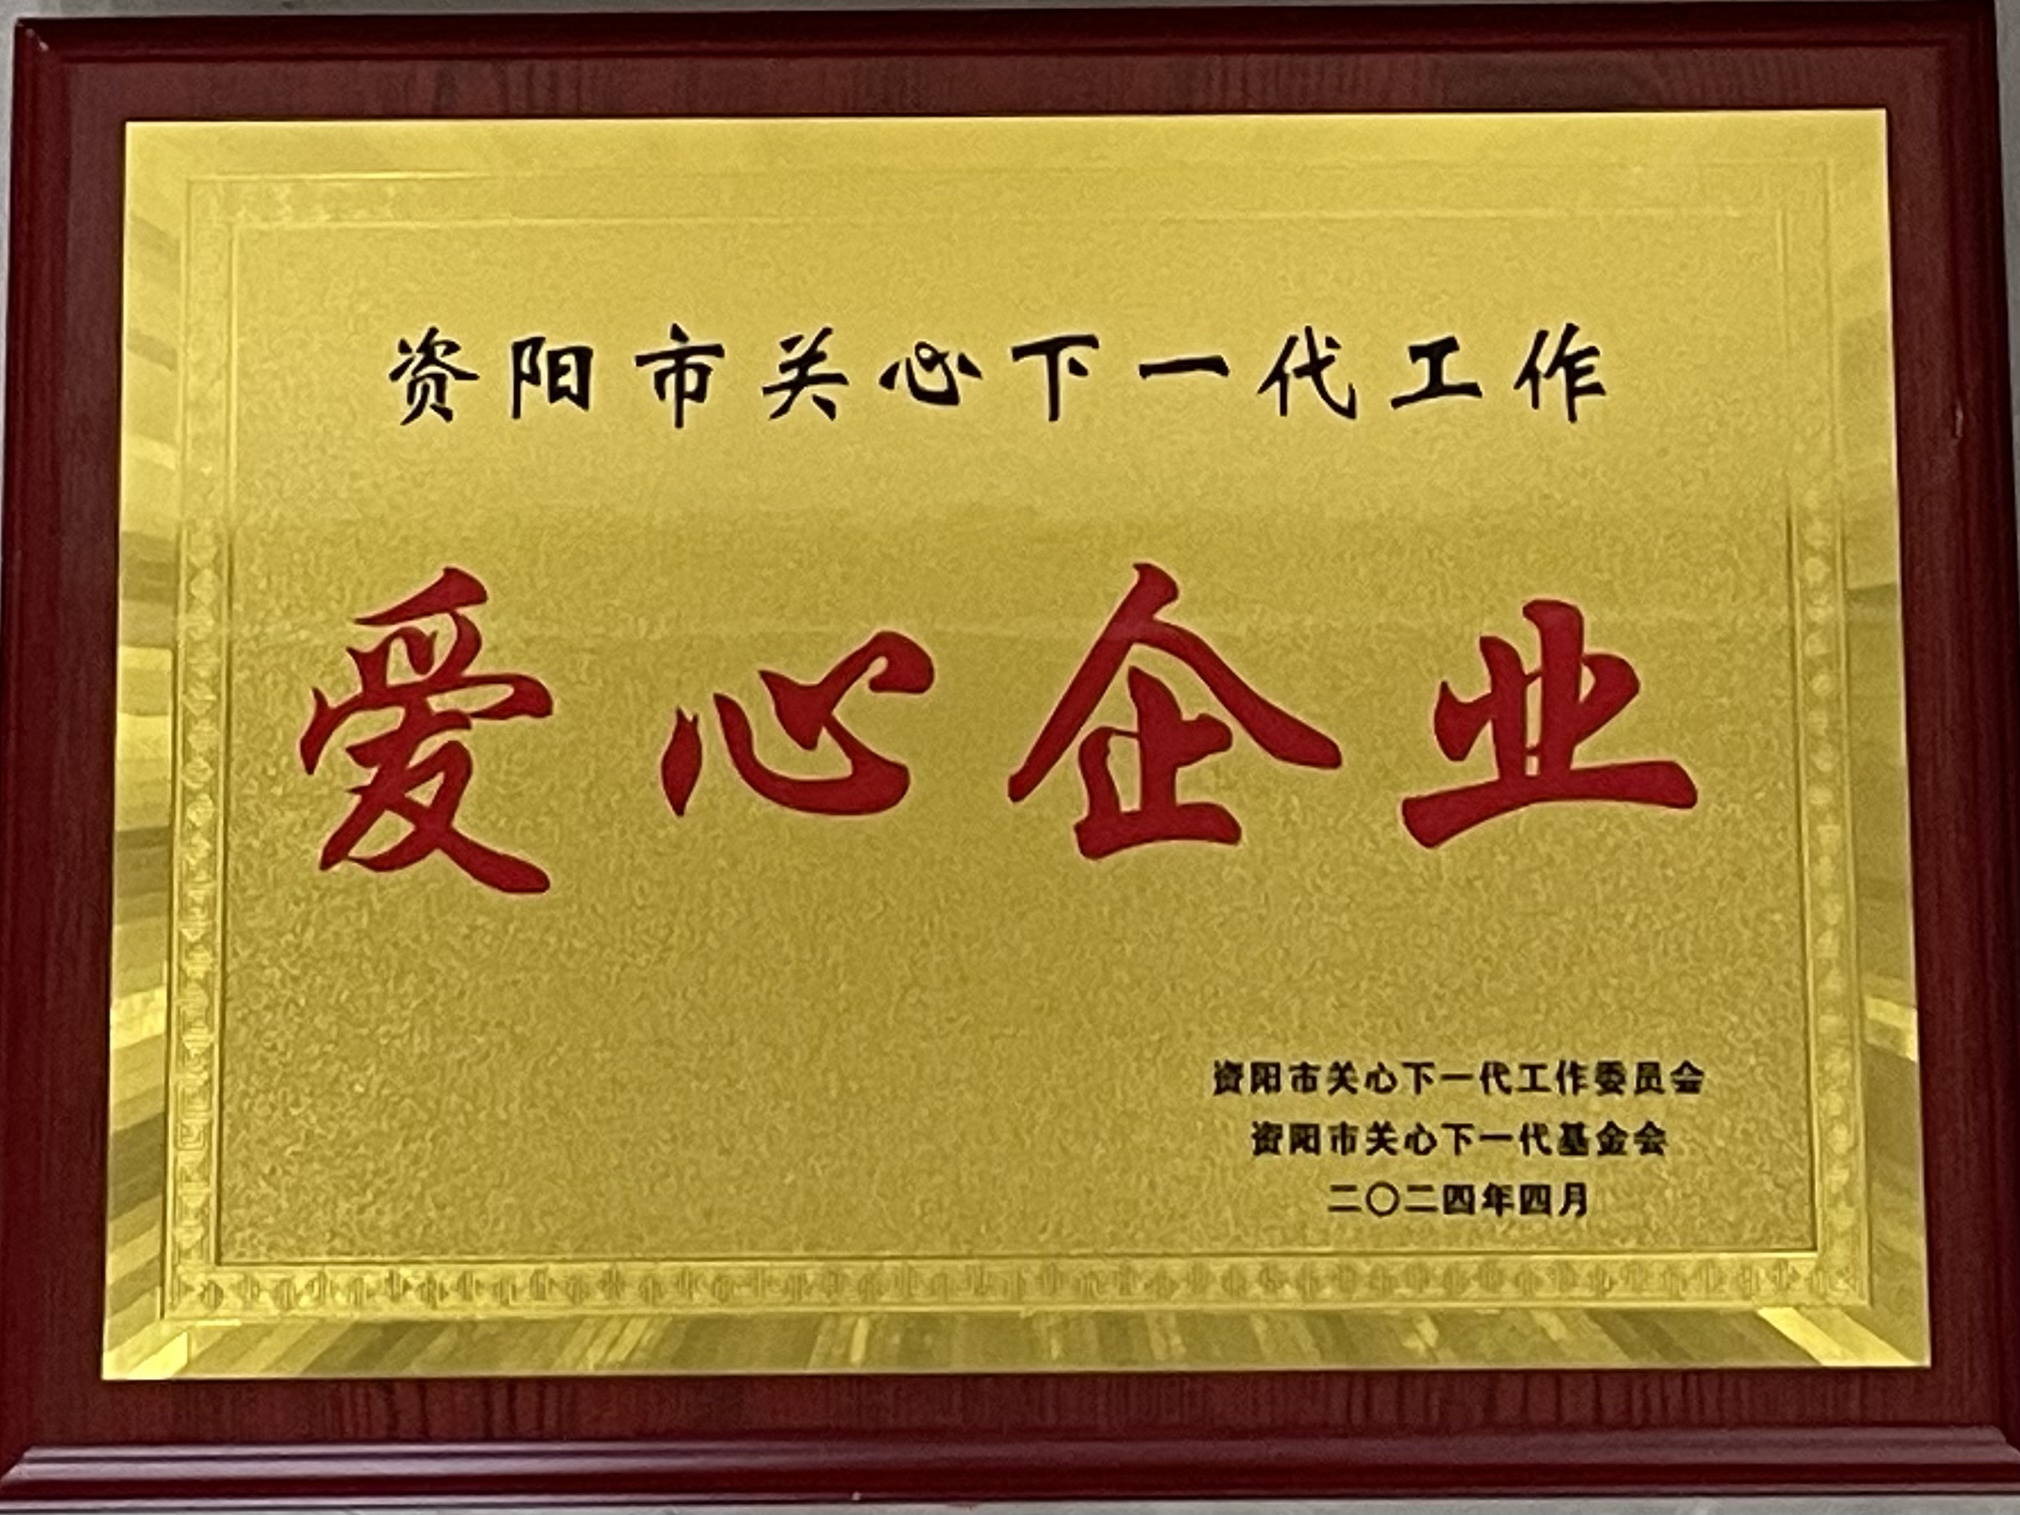 资阳市关心下一代工作
爱心企业
资阳市关心下一代工作委员会
资阳市关心下一代基金会
二〇二四年四月